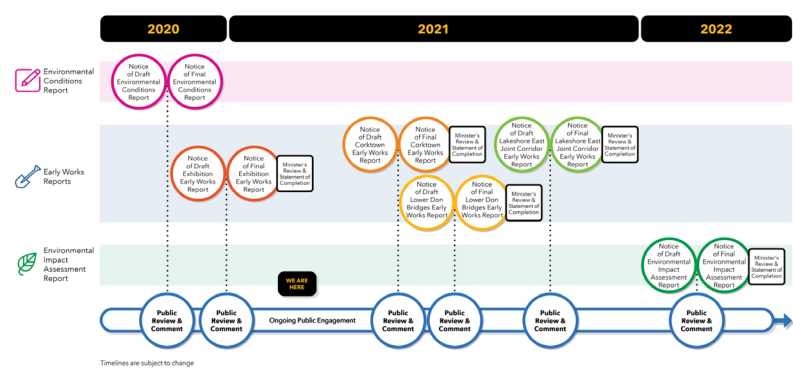 2020
2021
2022
Environmental
Conditions
Report
Notice
of Draft
Environmental
Conditions
Report
Notice
of Final
Environmental
Conditions
Report
Early Works
Reports
Notice
of Draft
Exhibition
Early Works
Report
Notice
of Final
Exhibition
Early Works
Report
Minister's
Review &
Statement of
Completion
Notice
of Draft
Corktown
Early Works
Report
Notice
of Final
Corktown
Early Works
Report
Minister's
Review &
Statement of
Completion
Notice
of Draft
Lakeshore East
Joint Corridor
Early Works
Report
Notice
of Final
Lakeshore East
Joint Corridor
Early Works
Report
Minister's
Review &
Statement of
Completion
Notice
of Draft
Lower Don
Bridges Early
Works Report
Notice
of Final
Lower Don
Bridges Early
Works Report
Minister's
Review &
Statement of
Completion
Environmental
Impact
Assessment
Report
Notice
of Draft
Environmental
Impact
Assessment
Report
Notice
of Final
Environmental
Impact
Assessment
Report
Minister's
Review &
Statement of
Completion
WE ARE
HERE
Public
Review &
Comment
Public
Review &
Comment
Ongoing Public Engagement
Public
Review &
Comment
Public
Review &
Comment
Public
Review &
Comment
Public
Review &
Comment
Timelines are subject to change